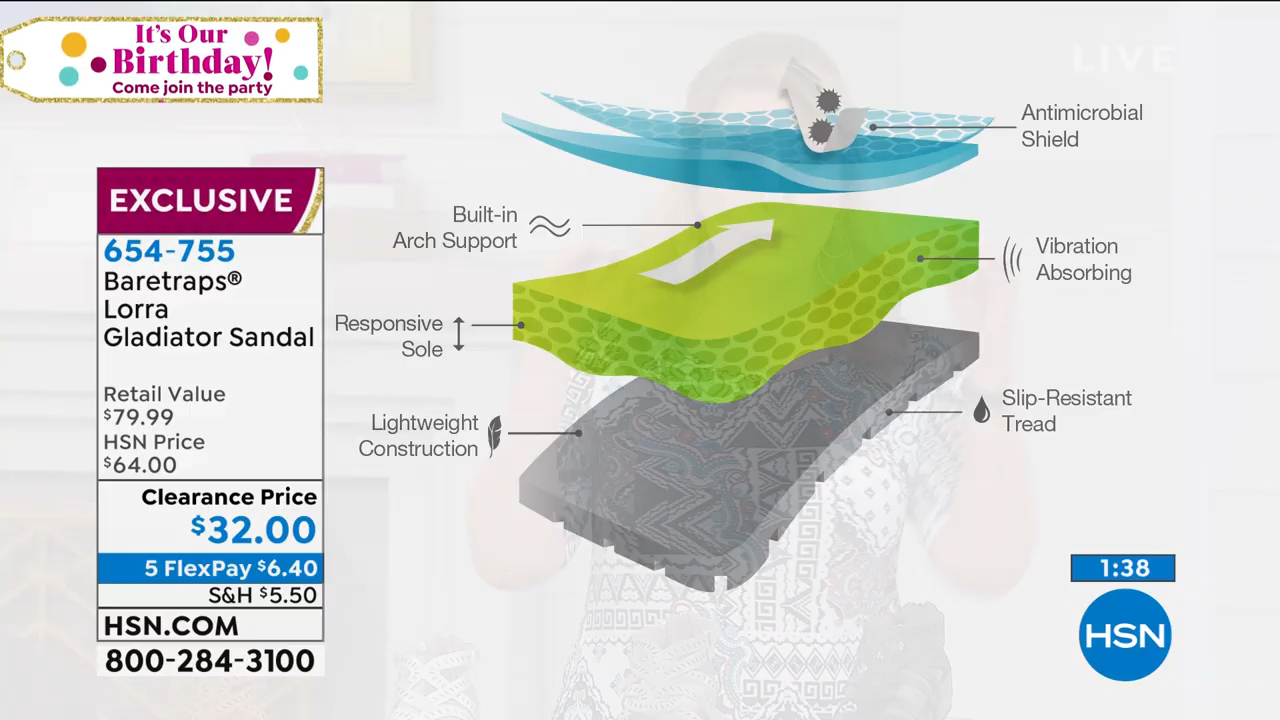 It's Our
Birthday!
Come join the party
LIVE
EXCLUSIVE
654-755
Baretraps®
Lorra
Gladiator Sandal
Retail Value
$79.99
HSN Price
$64.00
Clearance Price
$32.00
5 FlexPay $6.40
S&H $5.50
HSN.COM
800-284-3100
Antimicrobial
Shield
Built-in
Arch Support
Vibration
Absorbing
Responsive
Sole
Lightweight
Construction
Slip-Resistant
Tread
1:38
HSN